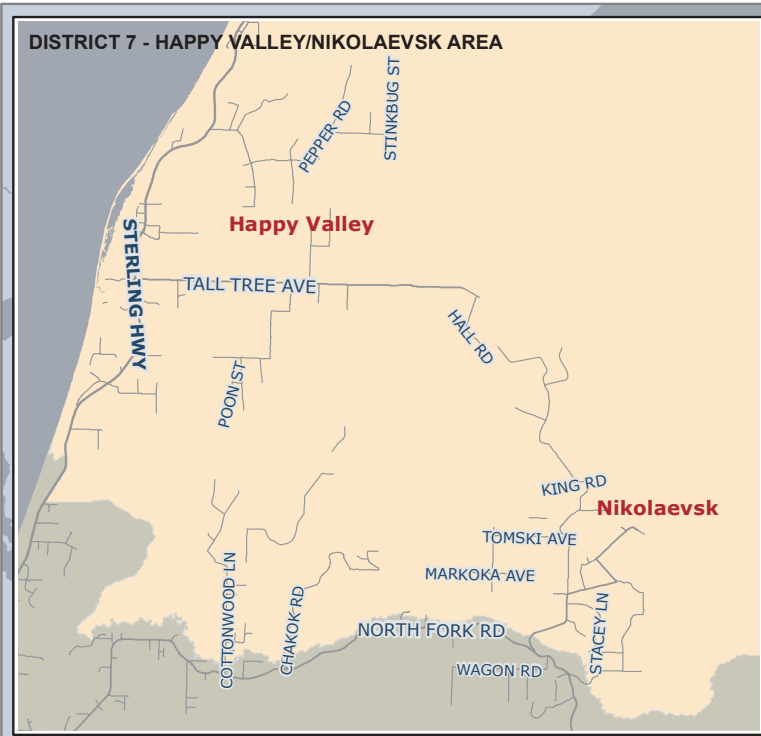 DISTRICT 7 - HAPPY VALLEY/NIKOLAEVSK AREA
STINKBUG ST
PEPPER RD
Happy Valley
STERLING HWY
TALL TREE AVE
HALL RD
POON ST
KING RD
Nikolaevsk
TOMSKI AVE
MARKOKA AVE
COTTONWOOD LN
CHAKOK RD
NORTH FORK RD
STACEY LN
WAGON RD